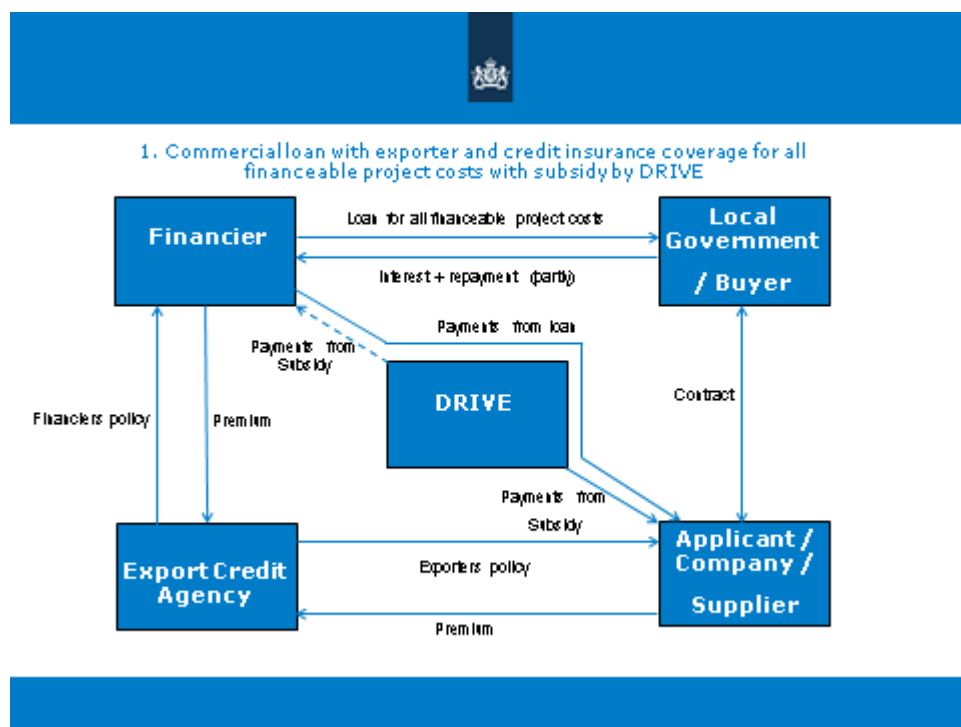 1. Commercial loan with exporter and credit insurance coverage for all
financeable project costs with subsidy by DRIVE
Financier
Loan for all financeable project costs
Local
Government
/ Buyer
Interest + repayment (partly)
Payments from loan
Payments from
Subsidy
DRIVE
Contract
Financiers policy
Premium
Payments from
Subsidy
Export Credit
Agency
Exporters policy
Applicant /
Company /
Supplier
Premium